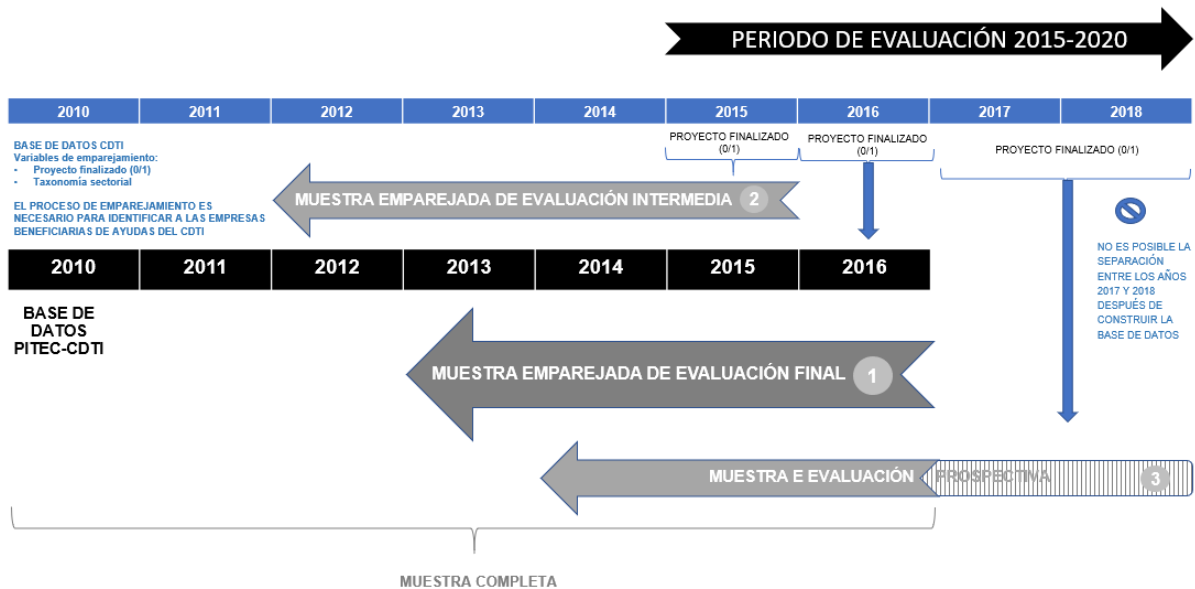 PERIODO DE EVALUACIÓN 2015-2020
2010 2011 2012 2013 2014 2015 2016 2017 2018
BASE DE DATOS CDTI
Variables de emparejamiento:
- Proyecto finalizado (0/1)
- Taxonomía sectorial
EL PROCESO DE EMPAREJAMIENTO ES
NECESARIO PARA IDENTIFICAR A LAS EMPRESAS
BENEFICIARIAS DE AYUDAS DEL CDTI
PROYECTO FINALIZADO
(0/1)
PROYECTO FINALIZADO
(0/1)
PROYECTO FINALIZADO (0/1)
MUESTRA EMPAREJADA DE EVALUACIÓN INTERMEDIA 2
NO ES POSIBLE LA
SEPARACIÓN
ENTRE LOS AÑOS
2017 Y 2018
DESPUÉS DE
CONSTRUIR LA
BASE DE DATOS
2010 2011 2012 2013 2014 2015 2016
BASE DE
DATOS
PITEC-CDTI
MUESTRA EMPAREJADA DE EVALUACIÓN FINAL 1
MUESTRA E EVALUACIÓN PROSPECTIVA 3
MUESTRA COMPLETA